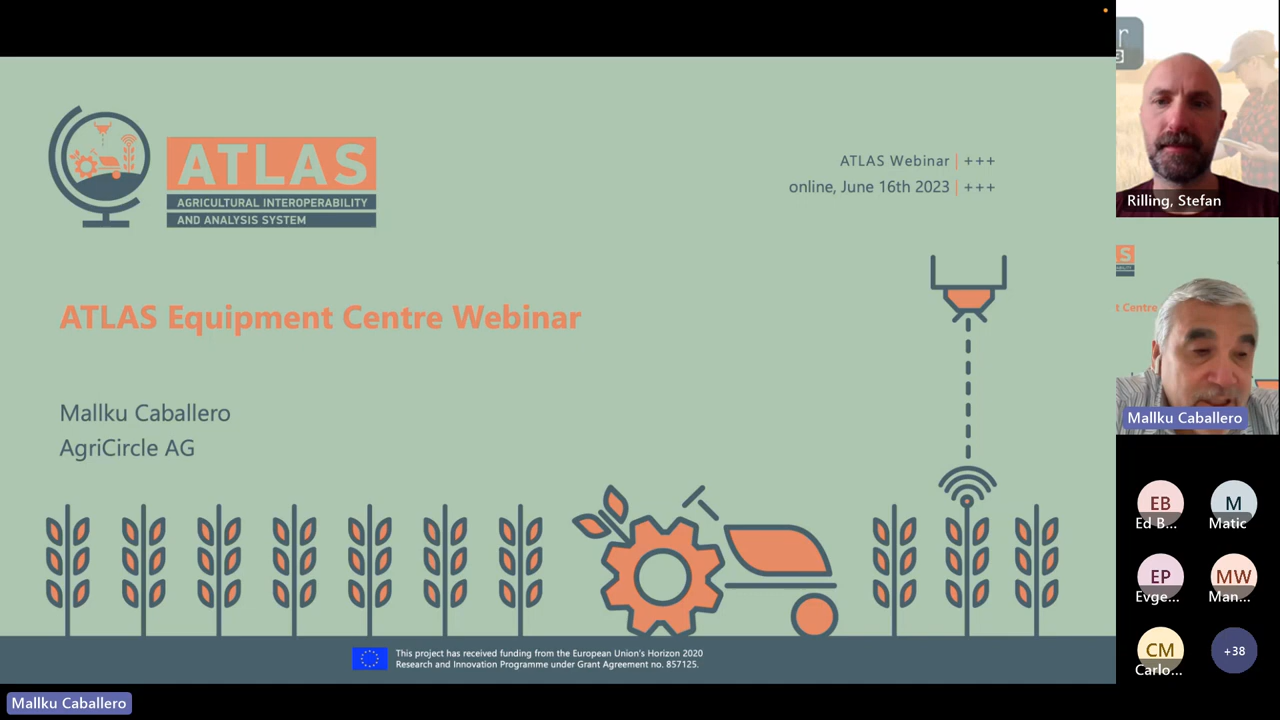 ATLAS
AGRICULTURAL INTEROPERABILITY
AND ANALYSIS SYSTEM
ATLAS Webinar | +++
online, June 16th 2023 | +++
ATLAS Equipment Centre Webinar
Mallku Caballero
AgriCircle AG
This project has received funding from the European Union's Horizon 2020
Research and Innovation Programme under Grant Agreement no. 857125.
Mallku Caballero
r
Rilling, Stefan
S
t Centre
Mallku Caballero
EB
Ed B...
M
Matic
EP
Evge...
MW
Man...
CM
Carlo...
+38